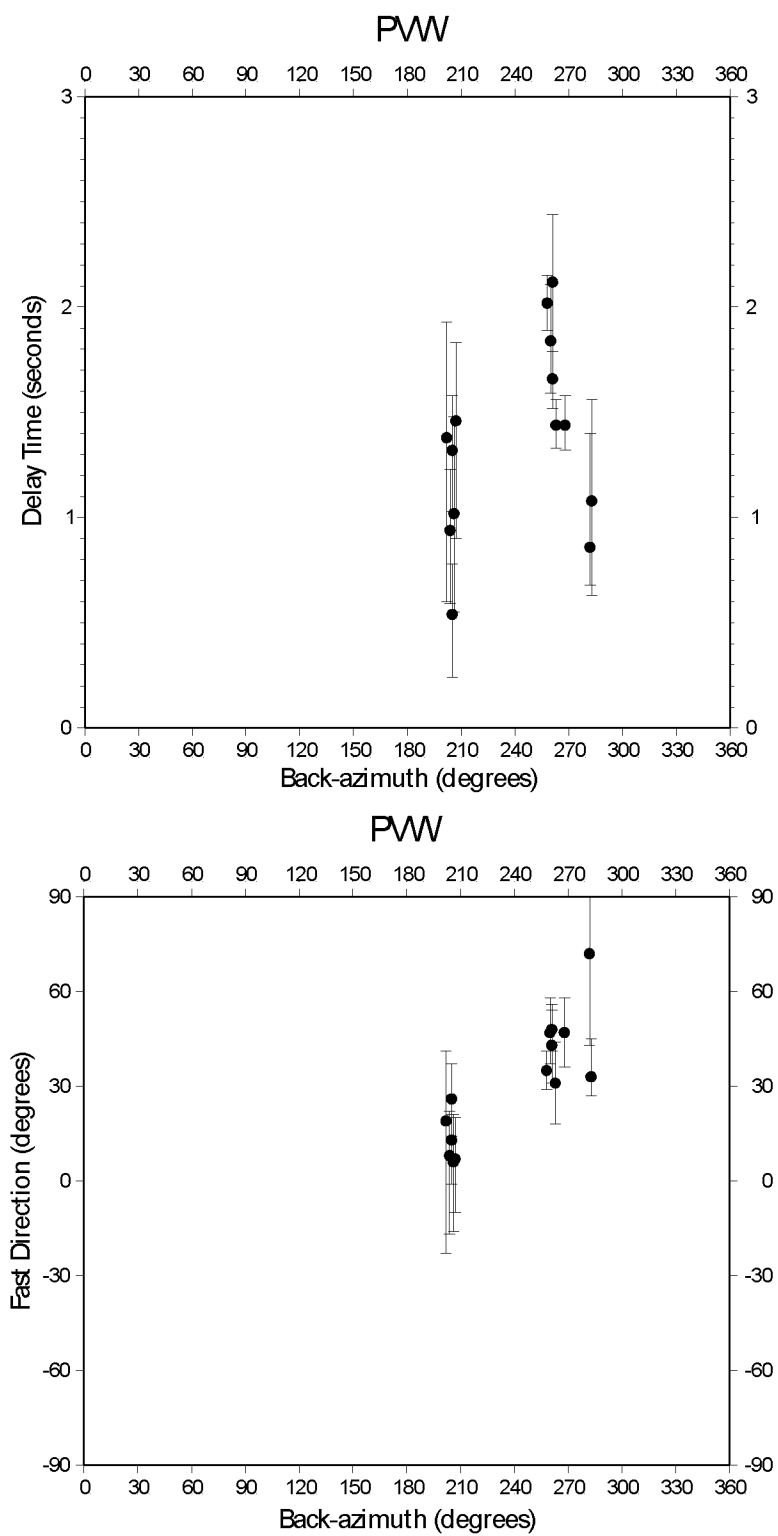 PVW
0 30 60 90 120 150 180 210 240 270 300 330 360
3 3
2 2
Delay Time (seconds)
1 1
0 0
0 30 60 90 120 150 180 210 240 270 300 330 360
Back-azimuth (degrees)
PVW
0 30 60 90 120 150 180 210 240 270 300 330 360
90 90
60 60
30 30
Fast Direction (degrees)
0 0
-30 -30
-60 -60
-90 -90
0 30 60 90 120 150 180 210 240 270 300 330 360
Back-azimuth (degrees)